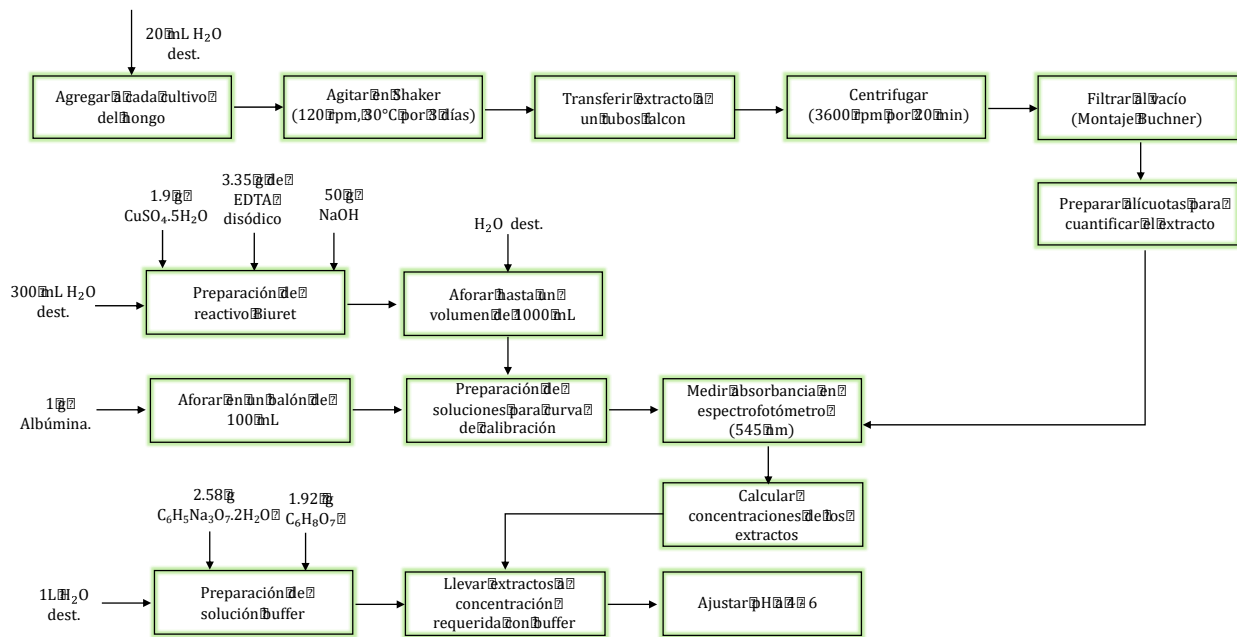 20 mL H₂O
dest.
Agregar a cada cultivo
del hongo
Agitar en Shaker
(120 rpm, 30°C por 3 días)
Transferir extracto a
un tubos falcon
Centrifugar
(3600 rpm por 20 min)
Filtrar al vacío
(Montaje Buchner)
Preparar alícuotas para
cuantificar el extracto
1.9 g
CuSO₄.5H₂O
3.35 g de
EDTA
disódico
50 g
NaOH
H₂O dest.
300 mL H₂O
dest.
Preparación de
reactivo Biuret
Aforar hasta un
volumen de 1000 mL
1 g
Albúmina.
Aforar en un balón de
100 mL
Preparación de
soluciones para curva
de calibración
Medir absorbancia en
espectrofotómetro
(545 nm)
Calcular
concentraciones de los
extractos
2.58 g
C₆H₅Na₃O₇.2H₂O
1.92 g
C₆H₈O₇
1L H₂O
dest.
Preparación de
solución buffer
Llevar extractos a
concentración
requerida con buffer
Ajustar pH a 4 - 6